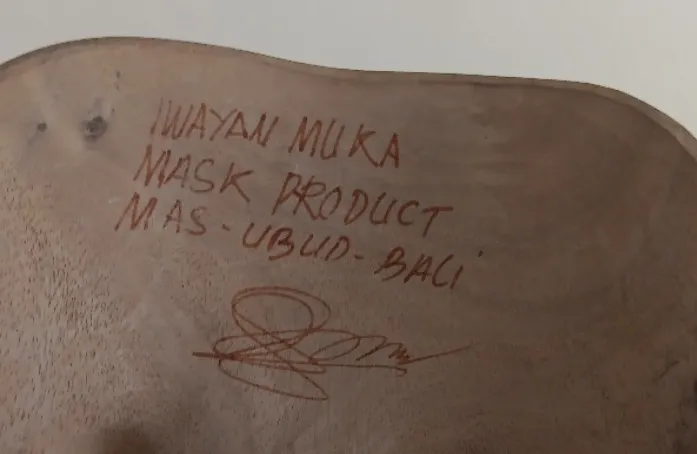 IWAYAN MUKA
MASK PRODUCT
MAS-UBUD-BALI